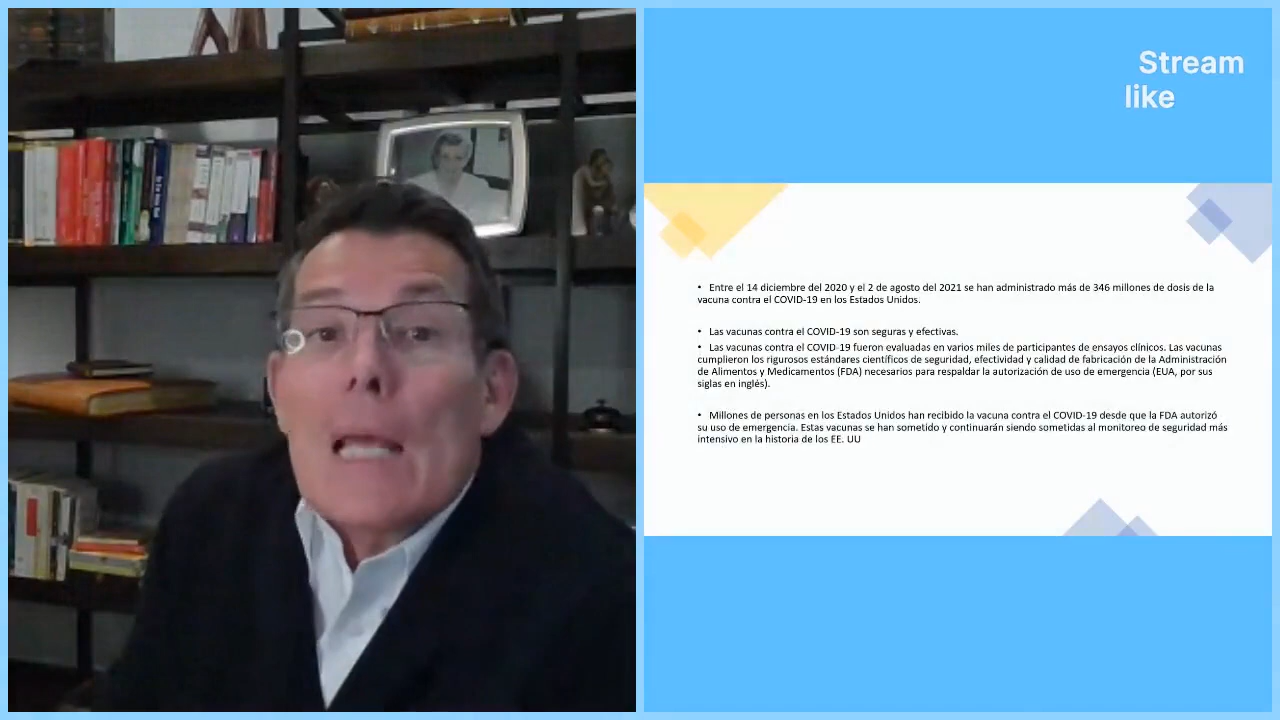 Stream
like
• Entre el 14 diciembre del 2020 y el 2 de agosto del 2021 se han administrado más de 346 millones de dosis de la
vacuna contra el COVID-19 en los Estados Unidos.
• Las vacunas contra el COVID-19 son seguras y efectivas.
• Las vacunas contra el COVID-19 fueron evaluadas en varios miles de participantes de ensayos clínicos. Las vacunas
cumplieron los rigurosos estándares científicos de seguridad, efectividad y calidad de fabricación de la Administración
de Alimentos y Medicamentos (FDA) necesarios para respaldar la autorización de uso de emergencia (EUA, por sus
siglas en inglés).
• Millones de personas en los Estados Unidos han recibido la vacuna contra el COVID-19 desde que la FDA autorizó
su uso de emergencia. Estas vacunas se han sometido y continuarán siendo sometidas al monitoreo de seguridad más
intensivo en la historia de los EE. UU